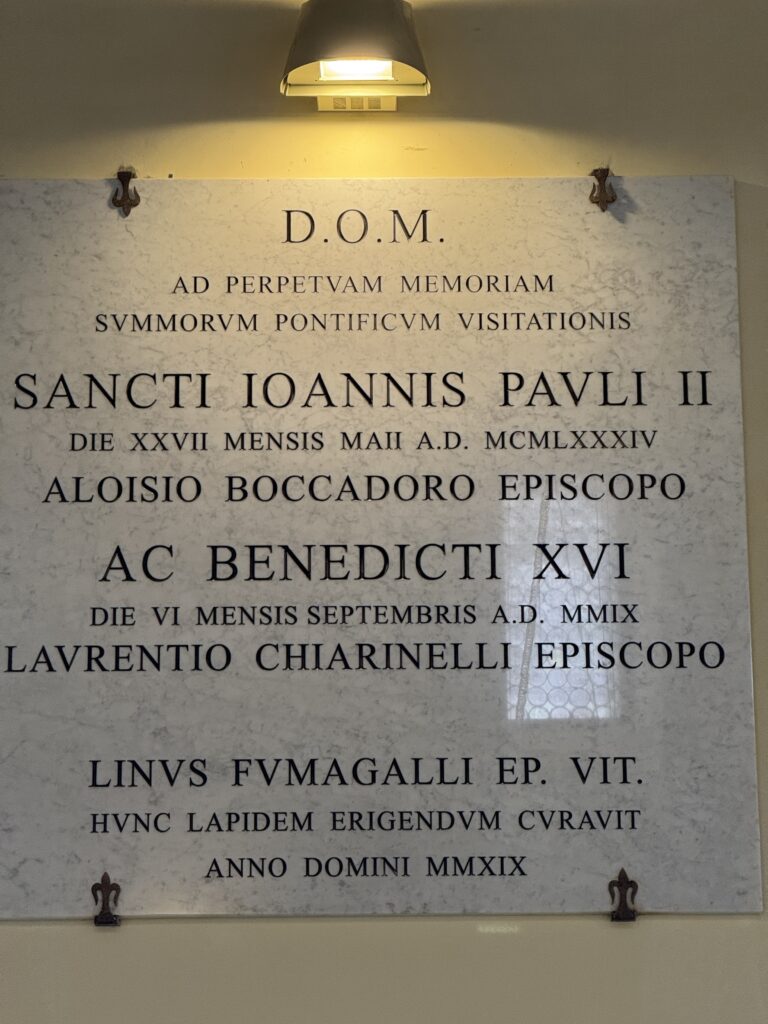 D.O.M.
AD PERPETVAM MEMORIAM
SVMMORVM PONTIFICVM VISITATIONIS
SANCTI IOANNIS PAVLI II
DIE XXVII MENSIS MAII A.D. MCMLXXXIV
ALOISIO BOCCADORO EPISCOPO
AC BENEDICTI XVI
DIE VI MENSIS SEPTEMBRIS A.D. MMIX
LAVRENTIO CHIARINELLI EPISCOPO
LINVS FVMAGALLI EP. VIT.
HVNC LAPIDEM ERIGENDVM CVRAVIT
ANNO DOMINI MMXIX